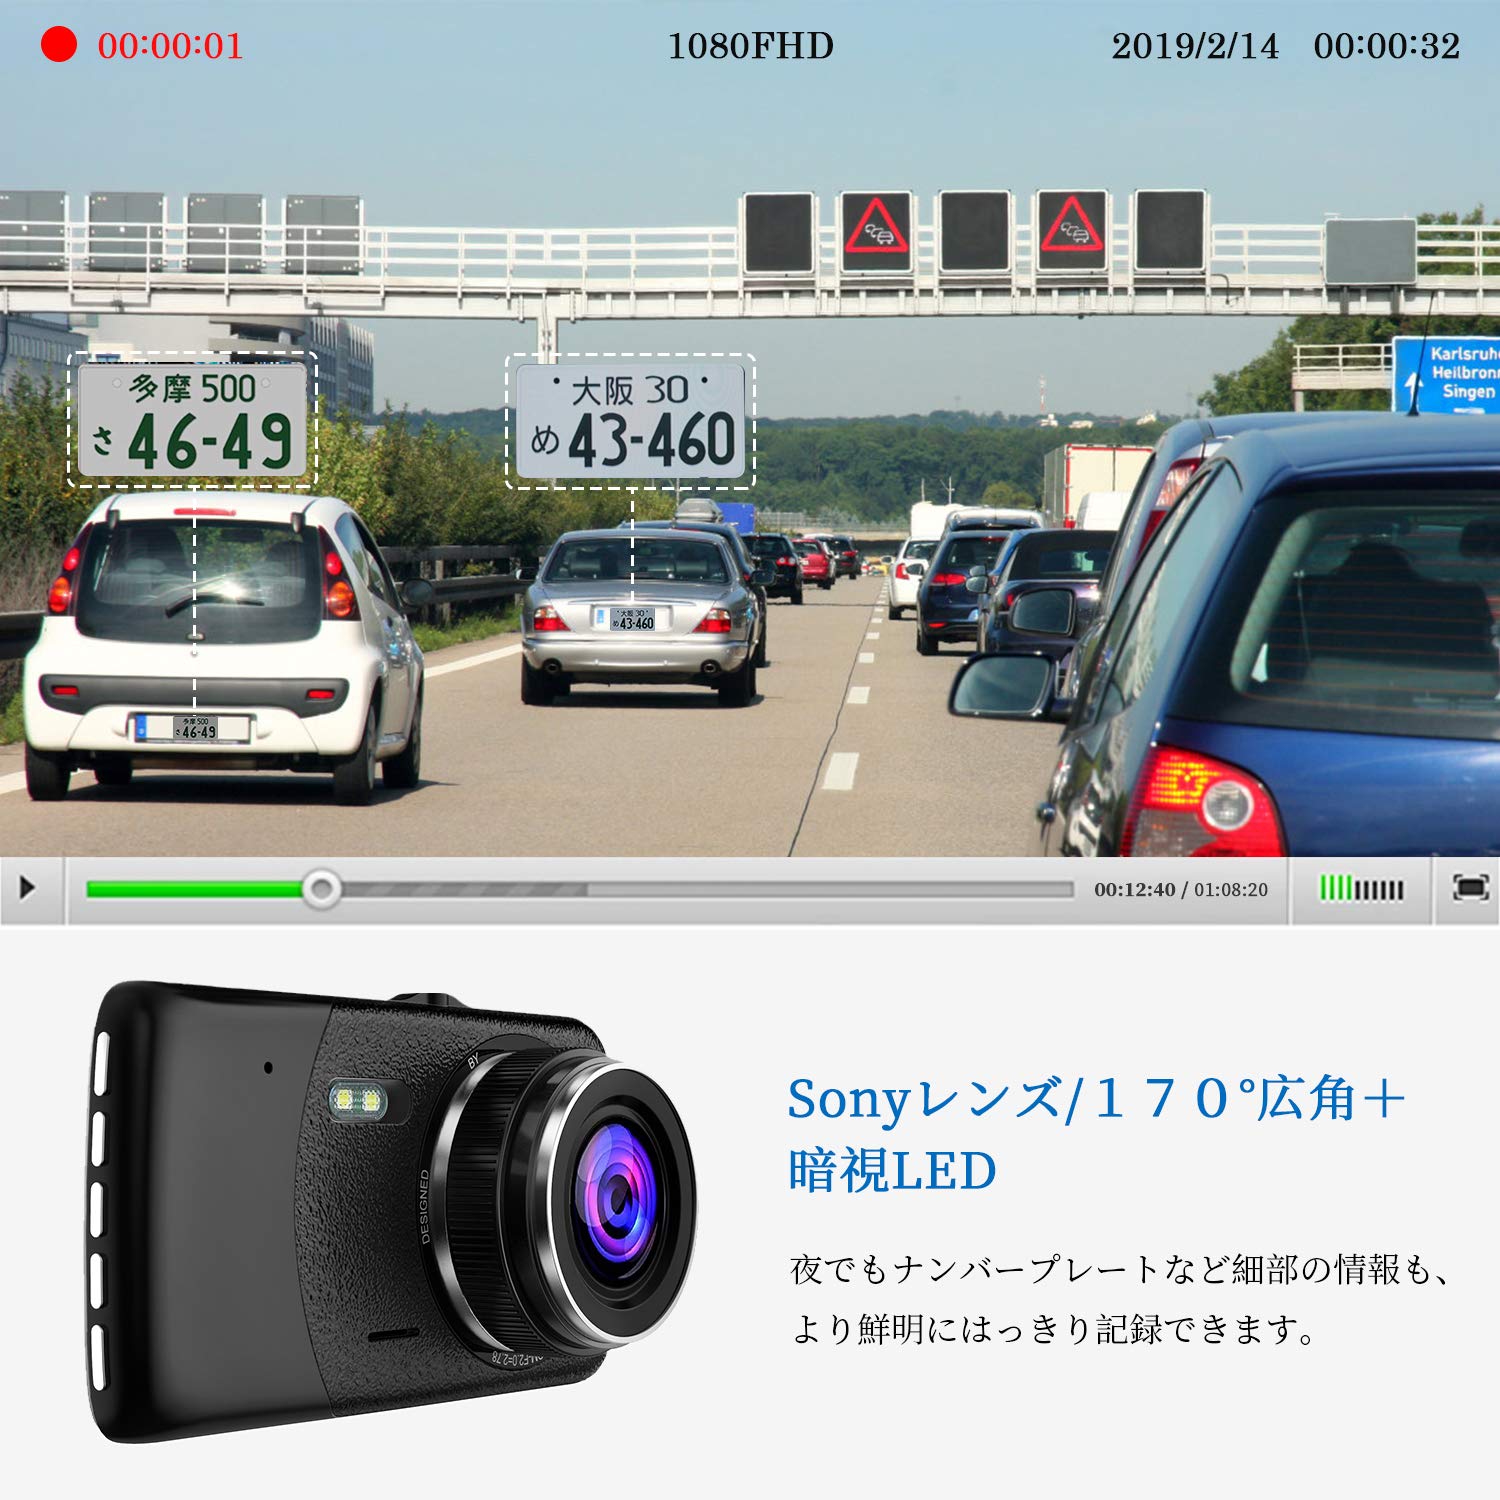 00:00:01
1080FHD
2019/2/14 00:00:32
多摩 500
さ 46-49
・大阪 30・
め 43-460
Karlsruhe
Heilbronn
Singen
大阪 30
め 43-460
多摩 500
さ 46-49
00:12:40 / 01:08:20
BY
DESIGNED
Sonyレンズ/１７０°広角＋
暗視LED
夜でもナンバープレートなど細部の情報も、
より鮮明にはっきり記録できます。